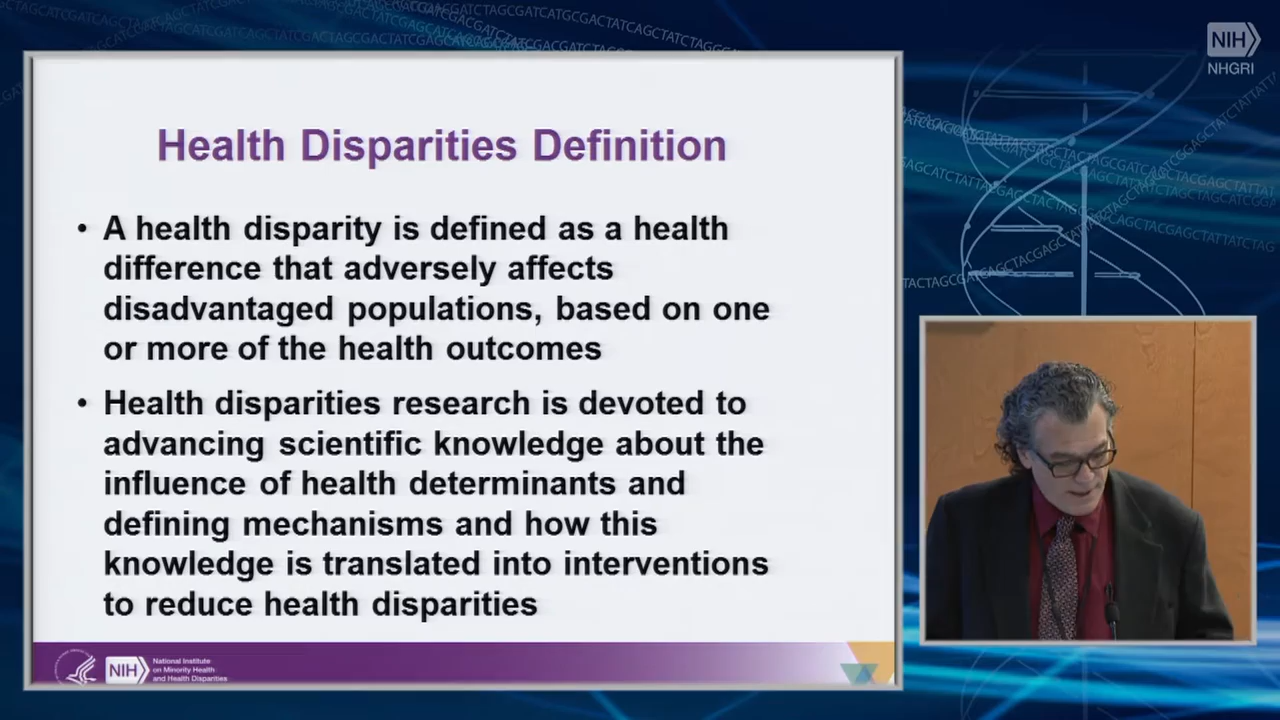 NIH
NHGRI
Health Disparities Definition
• A health disparity is defined as a health
difference that adversely affects
disadvantaged populations, based on one
or more of the health outcomes
• Health disparities research is devoted to
advancing scientific knowledge about the
influence of health determinants and
defining mechanisms and how this
knowledge is translated into interventions
to reduce health disparities
NIH
National Institute
on Minority Health
and Health Disparities